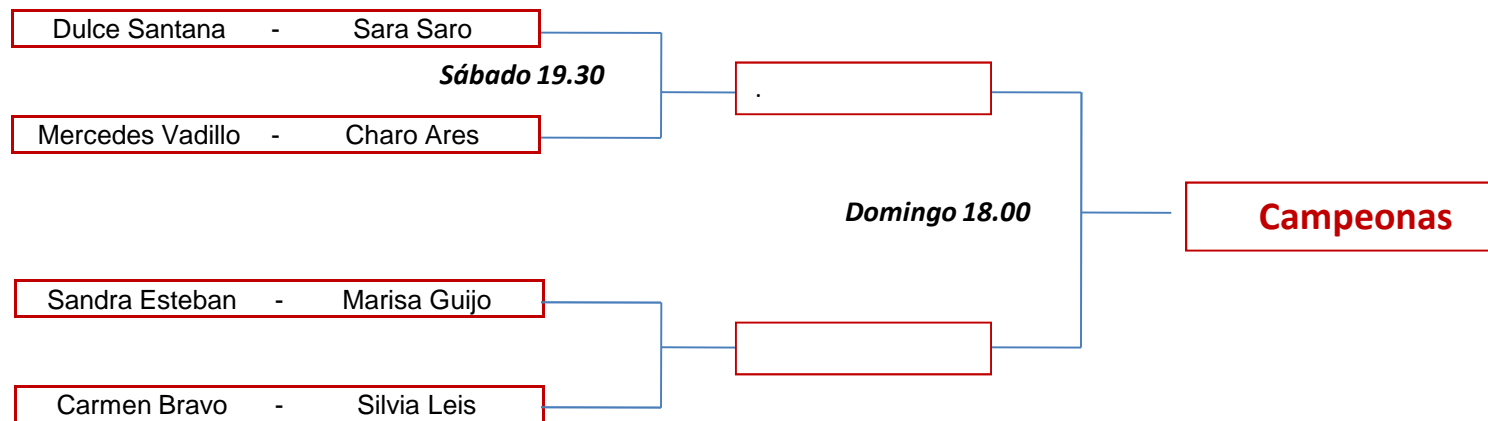 Dulce Santana - Sara Saro
Sábado 19.30
.
Mercedes Vadillo - Charo Ares
Domingo 18.00
Campeonas
Sandra Esteban - Marisa Guijo
Carmen Bravo - Silvia Leis